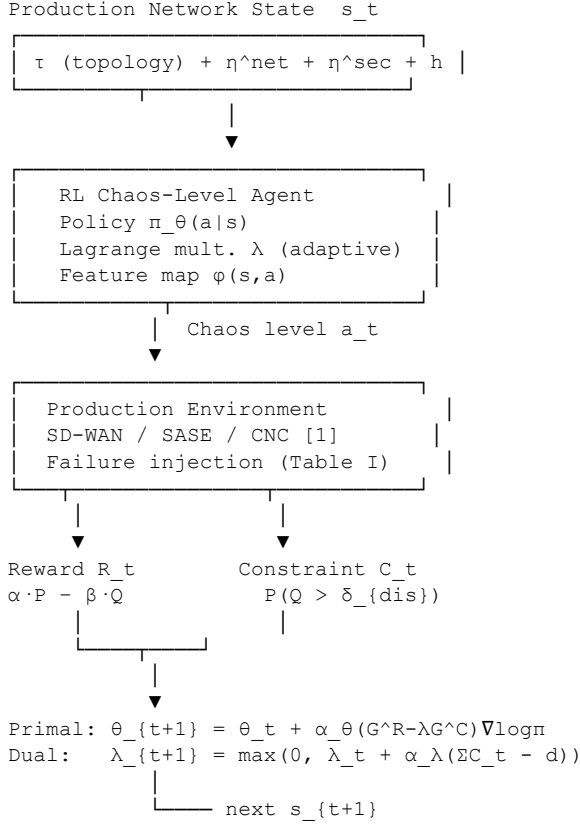 Production Network State s_t
τ (topology) + η^net + η^sec + h
RL Chaos-Level Agent
Policy π_θ(a|s)
Lagrange mult. λ (adaptive)
Feature map φ(s,a)
Chaos level a_t
Production Environment
SD-WAN / SASE / CNC [1]
Failure injection (Table I)
Reward R_t Constraint C_t
α·P − β·Q P(Q > δ_{dis})
Primal: θ_{t+1} = θ_t + α_θ(G^R-λG^C)∇logπ
Dual: λ_{t+1} = max(0, λ_t + α_λ(ΣC_t - d))
next s_{t+1}